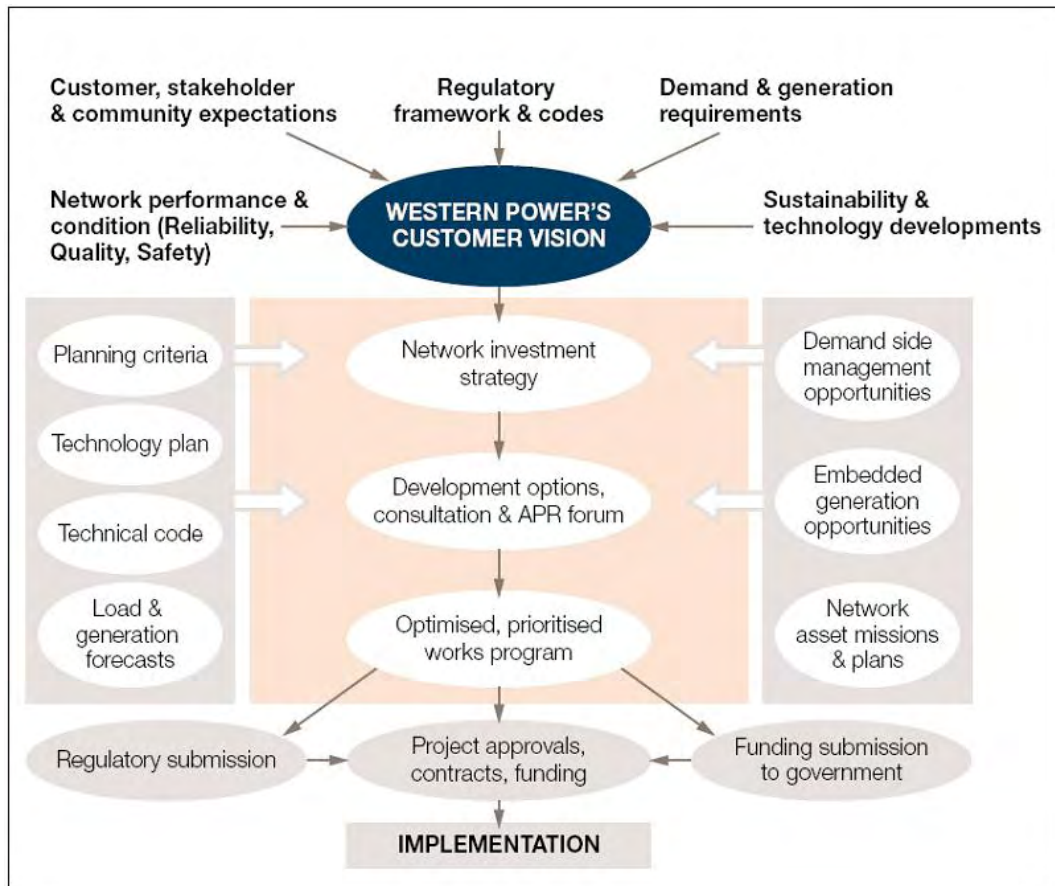 Customer, stakeholder
& community expectations
Regulatory
framework & codes
Demand & generation
requirements
Network performance &
condition (Reliability,
Quality, Safety)
WESTERN POWER'S
CUSTOMER VISION
Sustainability &
technology developments
Planning criteria
Technology plan
Technical code
Load &
generation
forecasts
Network investment
strategy
Development options,
consultation & APR forum
Optimised, prioritised
works program
Demand side
management
opportunities
Embedded
generation
opportunities
Network
asset missions
& plans
Regulatory submission
Project approvals,
contracts, funding
Funding submission
to government
IMPLEMENTATION